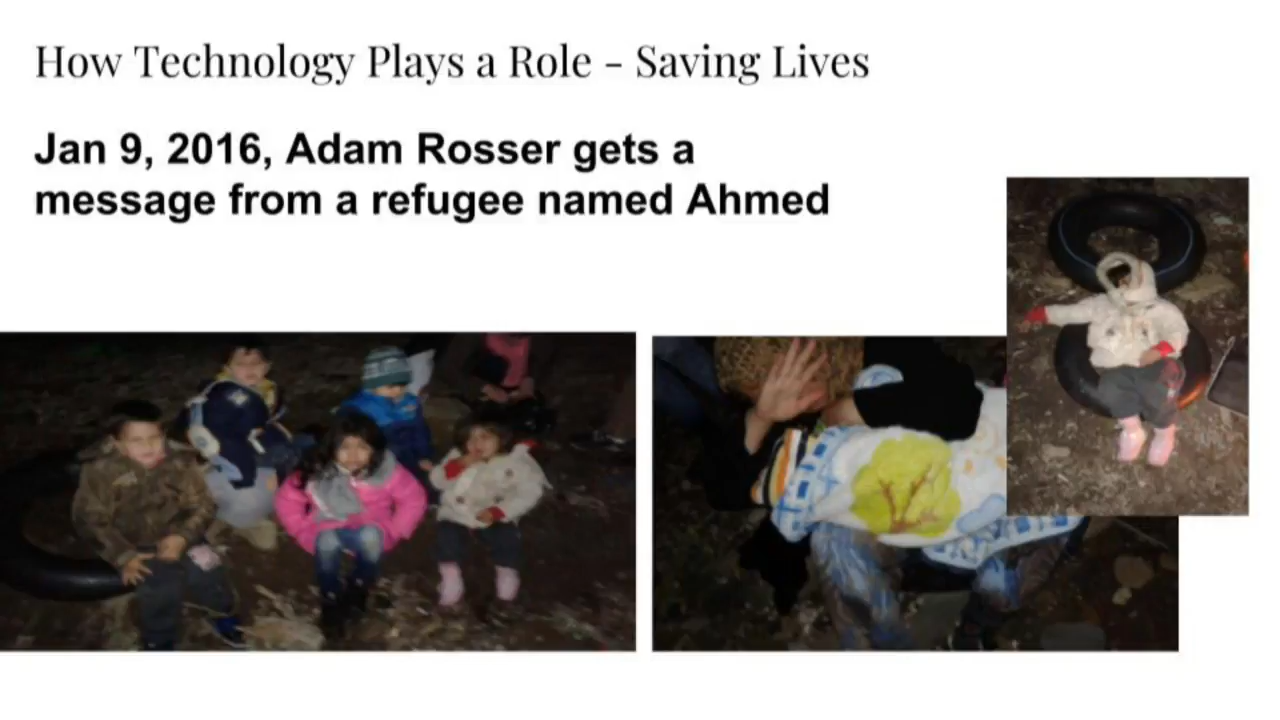 How Technology Plays a Role - Saving Lives
Jan 9, 2016, Adam Rosser gets a
message from a refugee named Ahmed